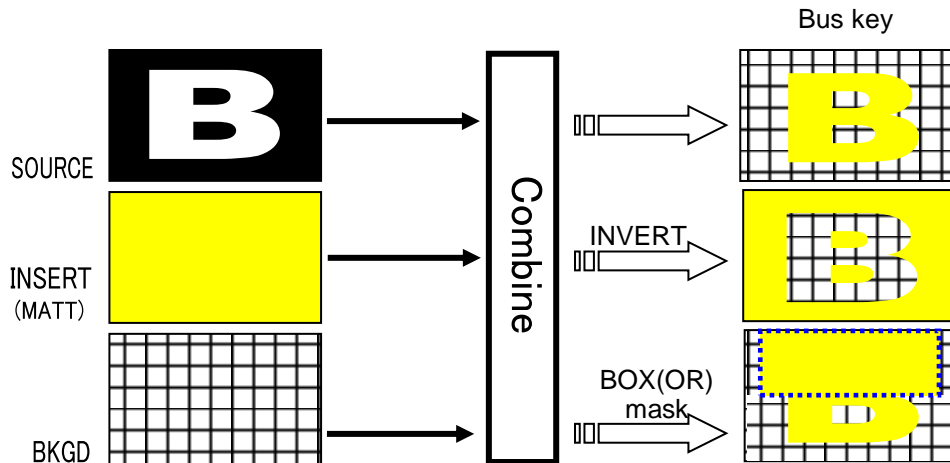 Bus key
B
SOURCE
B
INSERT
(MATT)
Combine
INVERT
B
BKGD
BOX(OR)
mask
B